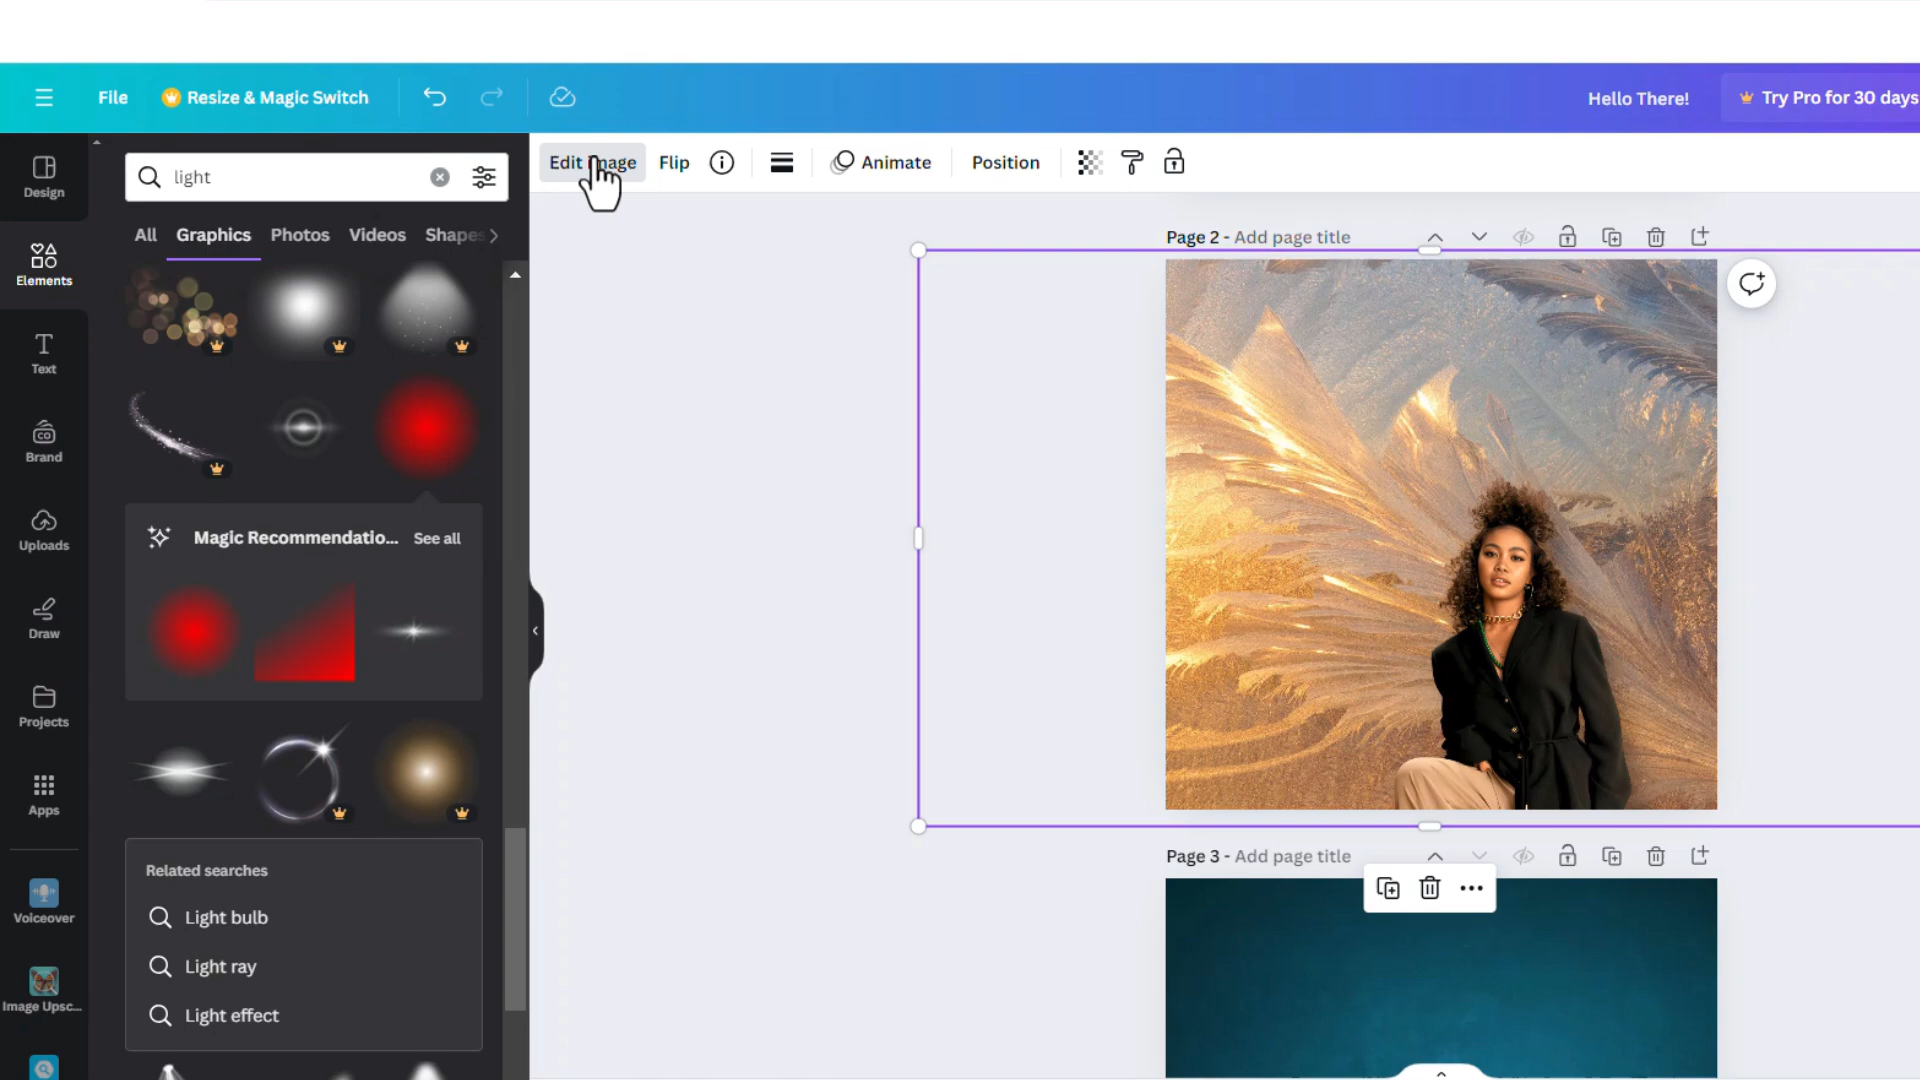 File
Resize & Magic Switch
Hello There!
Try Pro for 30 days
Design
Elements
Text
Brand
Uploads
Draw
Projects
Apps
Voiceover
Image Upsc...
light
All
Graphics
Photos
Videos
Shapes
Magic Recommendatio...
See all
Related searches
Light bulb
Light ray
Light effect
Edit image
Flip
Animate
Position
Page 2 - Add page title
Page 3 - Add page title